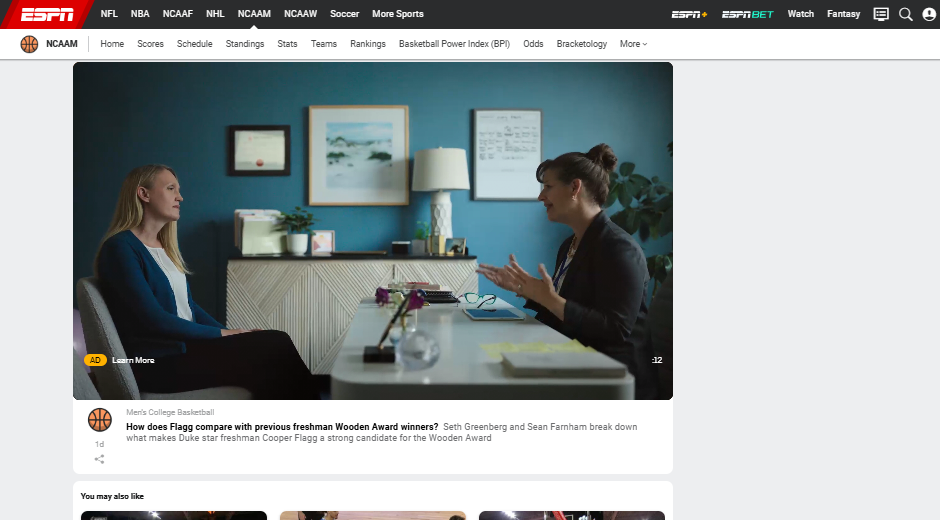 ESPN NFL NBA NCAAF NHL NCAAM NCAAW Soccer More Sports ESPN+ ESPN BET Watch Fantasy
NCAAM Home Scores Schedule Standings Stats Teams Rankings Basketball Power Index (BPI) Odds Bracketology More
AD Learn More :12
Men's College Basketball
How does Flagg compare with previous freshman Wooden Award winners? Seth Greenberg and Sean Farnham break down
what makes Duke star freshman Cooper Flagg a strong candidate for the Wooden Award
1d
You may also like